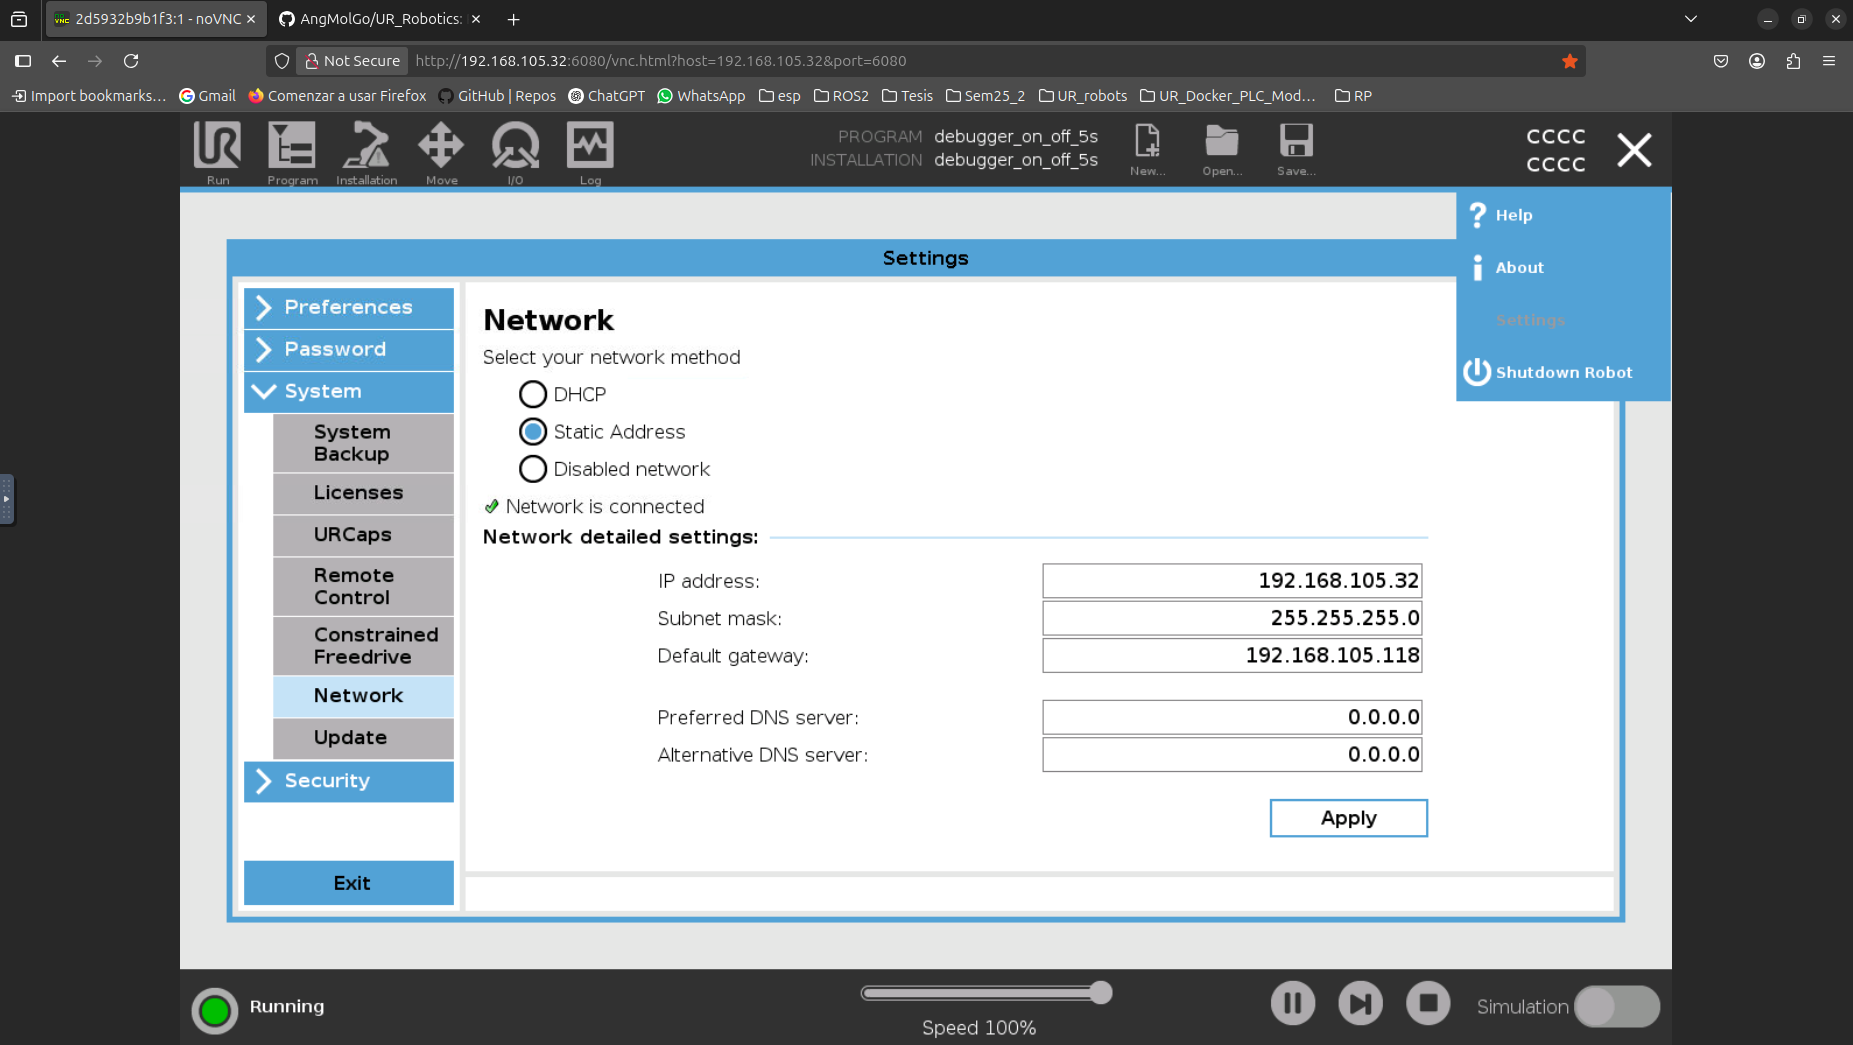 2d5932b9b1f3:1 - noVNC
AngMolGo/UR_Robotics:
Not Secure
http://192.168.105.32:6080/vnc.html?host=192.168.105.32&port=6080
Import bookmarks...
Gmail
Comenzar a usar Firefox
GitHub | Repos
ChatGPT
WhatsApp
esp
ROS2
Tesis
Sem25_2
UR_robots
UR_Docker_PLC_Mod...
RP
Run
Program
Installation
Move
I/O
Log
PROGRAM debugger_on_off_5s
INSTALLATION debugger_on_off_5s
New...
Open...
Save...
CCCC
CCCC
Help
About
Settings
Shutdown Robot
Settings
Preferences
Password
System
System
Backup
Licenses
URCaps
Remote
Control
Constrained
Freedrive
Network
Update
Security
Exit
Network
Select your network method
DHCP
Static Address
Disabled network
Network is connected
Network detailed settings:
IP address: 192.168.105.32
Subnet mask: 255.255.255.0
Default gateway: 192.168.105.118
Preferred DNS server: 0.0.0.0
Alternative DNS server: 0.0.0.0
Apply
Running
Speed 100%
Simulation